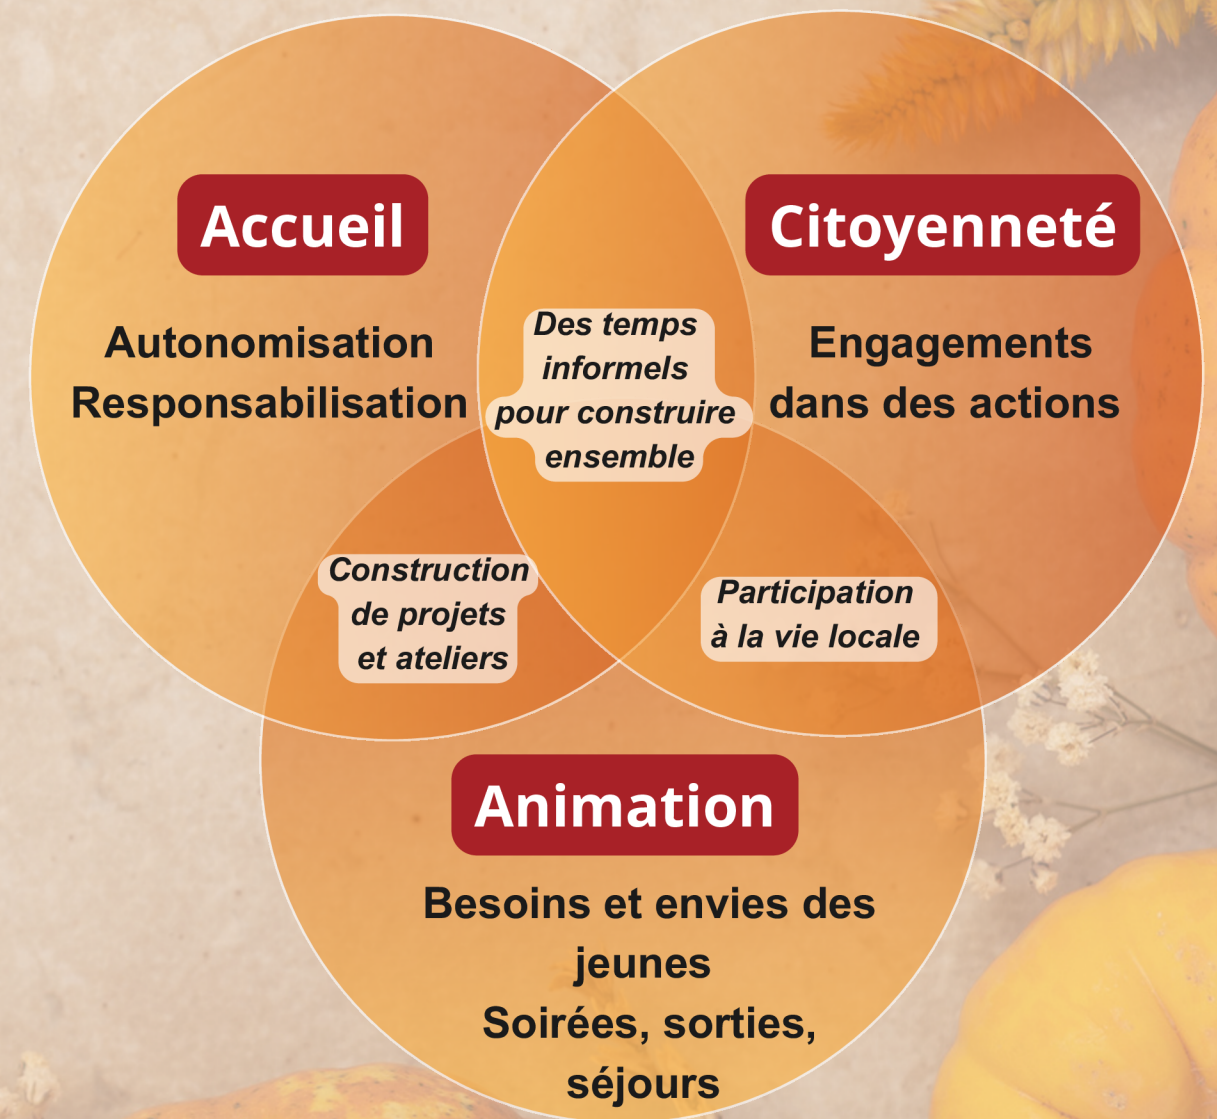 Accueil
Autonomisation
Responsabilisation
Citoyenneté
Engagements
dans des actions
Des temps
informels
pour construire
ensemble
Construction
de projets
et ateliers
Participation
à la vie locale
Animation
Besoins et envies des
jeunes
Soirées, sorties,
séjours